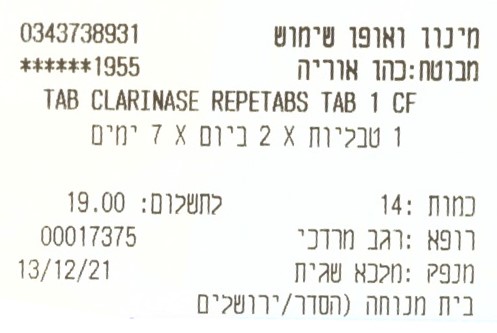 מינון ואופן שימוש 0343738931
מבוטח:כהו אוריה ******1955
TAB CLARINASE REPETABS TAB 1 CF
1 טבליות X 2 ביום X 7 ימים
כמות :14 לתשלום: 19.00
רופא :רגב מרדכי 00017375
מנפק :מלכא שגית 13/12/21
בית מנוחה (הסדר/ירושלים